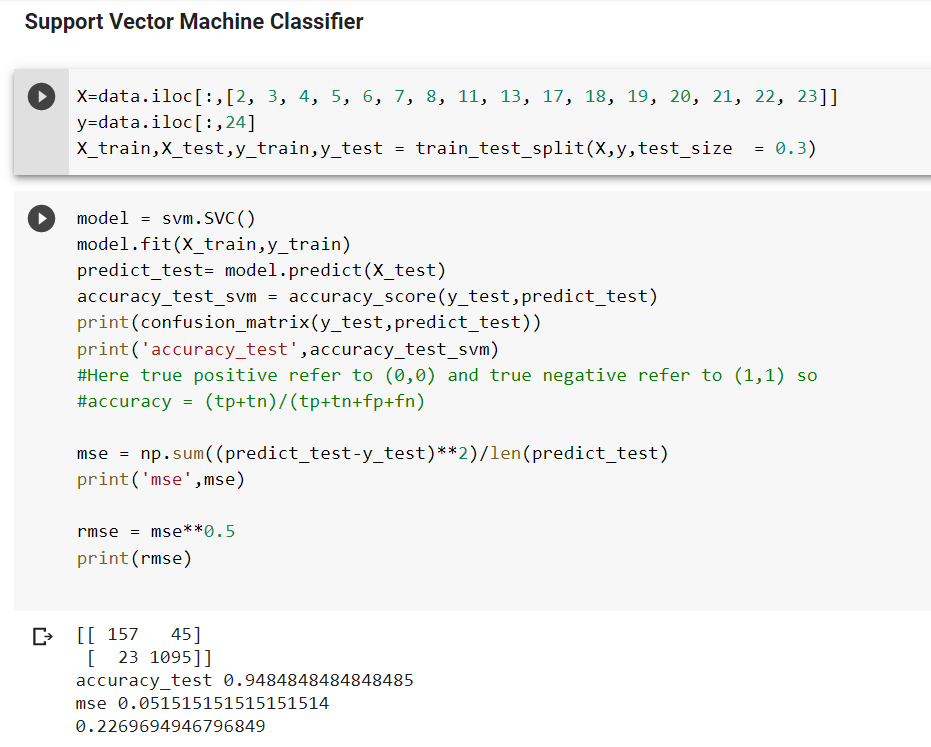 Support Vector Machine Classifier
X=data.iloc[:,[2, 3, 4, 5, 6, 7, 8, 11, 13, 17, 18, 19, 20, 21, 22, 23]]
y=data.iloc[:,24]
X_train,X_test,y_train,y_test = train_test_split(X,y,test_size  = 0.3)
model = svm.SVC()
model.fit(X_train,y_train)
predict_test= model.predict(X_test)
accuracy_test_svm = accuracy_score(y_test,predict_test)
print(confusion_matrix(y_test,predict_test))
print('accuracy_test',accuracy_test_svm)
#Here true positive refer to (0,0) and true negative refer to (1,1) so
#accuracy = (tp+tn)/(tp+tn+fp+fn)
mse = np.sum((predict_test-y_test)**2)/len(predict_test)
print('mse',mse)
rmse = mse**0.5
print(rmse)
[[ 157   45]
 [  23 1095]]
accuracy_test 0.9484848484848485
mse 0.051515151515151514
0.2269694946796849